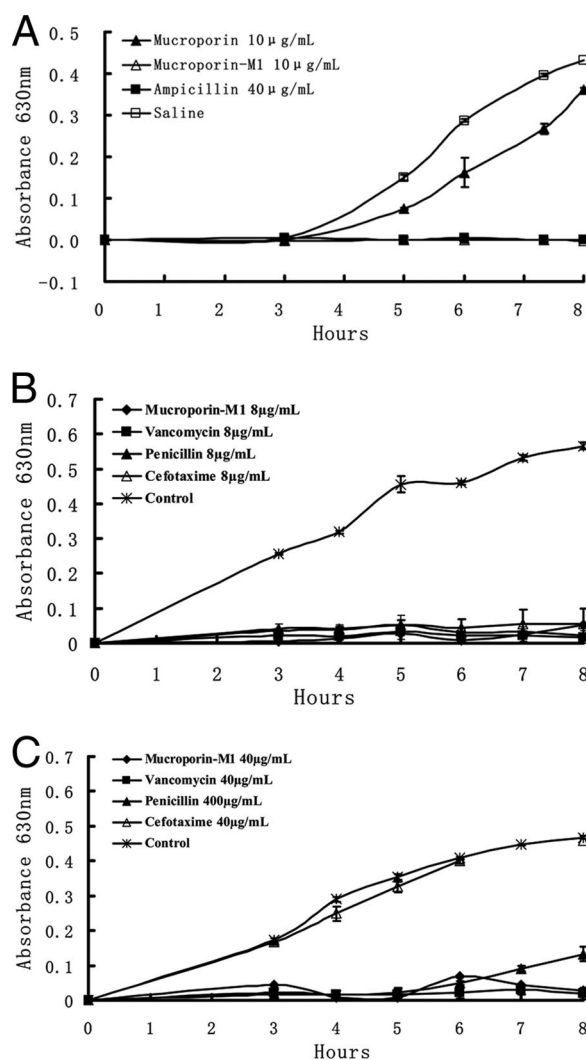 A
0.5
0.4
0.3
0.2
0.1
0.0
-0.1
Absorbance 630nm
Mucroporin 10μg/mL
Mucroporin-M1 10μg/mL
Ampicillin 40μg/mL
Saline
0 1 2 3 4 5 6 7 8
Hours
B
0.7
0.6
0.5
0.4
0.3
0.2
0.1
0
Absorbance 630nm
Mucroporin-M1 8μg/mL
Vancomycin 8μg/mL
Penicillin 8μg/mL
Cefotaxime 8μg/mL
Control
0 1 2 3 4 5 6 7 8
Hours
C
0.7
0.6
0.5
0.4
0.3
0.2
0.1
0
Absorbance 630nm
Mucroporin-M1 40μg/mL
Vancomycin 40μg/mL
Penicillin 400μg/mL
Cefotaxime 40μg/mL
Control
0 1 2 3 4 5 6 7 8
Hours